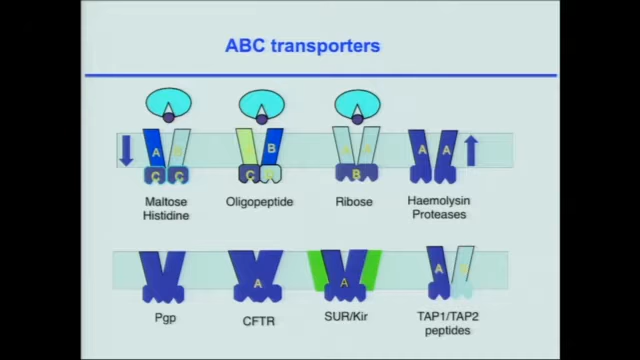 ABC transporters
A B C C
C B D
A A B
A A
Maltose
Histidine
Oligopeptide
Ribose
Haemolysin
Proteases
A
A
A
Pgp
CFTR
SUR/Kir
TAP1/TAP2
peptides